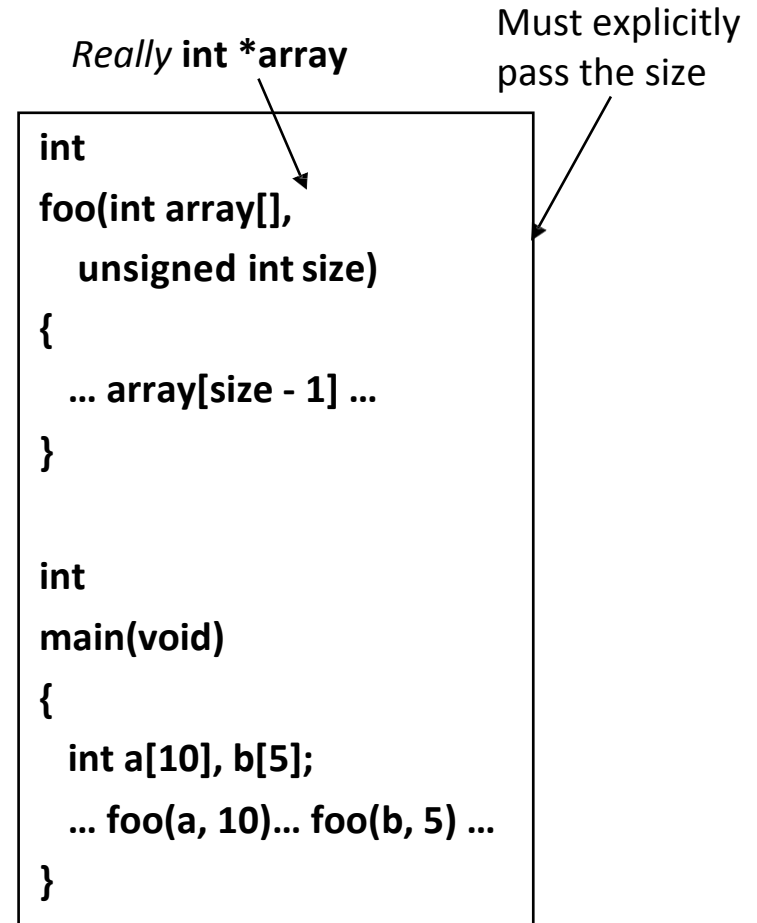 Really int *array
Must explicitly
pass the size
int
foo(int array[],
unsigned int size)
{
… array[size - 1] …
}
int
main(void)
{
int a[10], b[5];
… foo(a, 10)… foo(b, 5) …
}